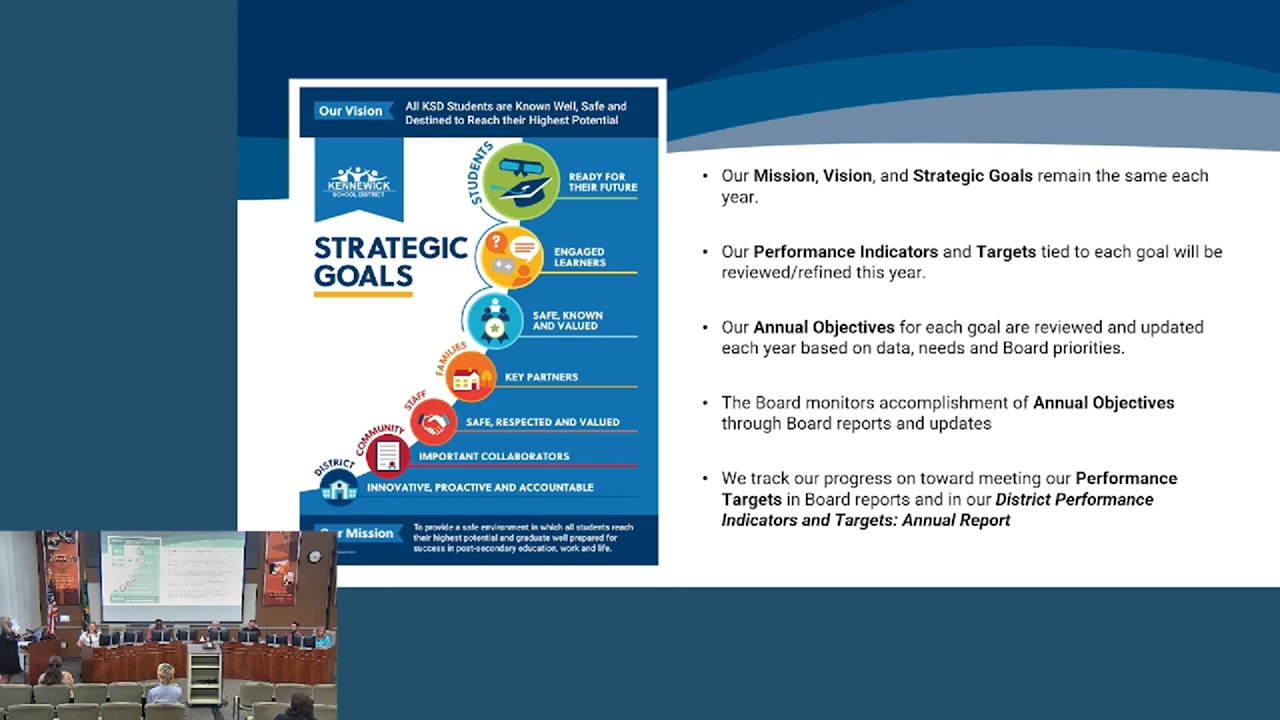 Our Vision
All KSD Students are Known Well, Safe and
Destined to Reach their Highest Potential
KENNEWICK
SCHOOL DISTRICT
STRATEGIC
GOALS
STUDENTS
READY FOR
THEIR FUTURE
ENGAGED
LEARNERS
SAFE, KNOWN
AND VALUED
FAMILIES
KEY PARTNERS
STAFF
SAFE, RESPECTED AND VALUED
COMMUNITY
IMPORTANT COLLABORATORS
DISTRICT
INNOVATIVE, PROACTIVE AND ACCOUNTABLE
r Mission
To provide a safe environment in which all students reach
their highest potential and graduate well prepared for
success in post-secondary education, work and life.
• Our Mission, Vision, and Strategic Goals remain the same each
year.
• Our Performance Indicators and Targets tied to each goal will be
reviewed/refined this year.
• Our Annual Objectives for each goal are reviewed and updated
each year based on data, needs and Board priorities.
• The Board monitors accomplishment of Annual Objectives
through Board reports and updates
• We track our progress on toward meeting our Performance
Targets in Board reports and in our District Performance
Indicators and Targets: Annual Report